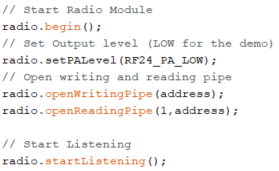 // Start Radio Module
radio.begin();
// Set Output level (LOW for the demo)
radio.setPALevel(RF24_PA_LOW);
// Open writing and reading pipe
radio.openWritingPipe(address);
radio.openReadingPipe(1,address);
// Start Listening
radio.startListening();